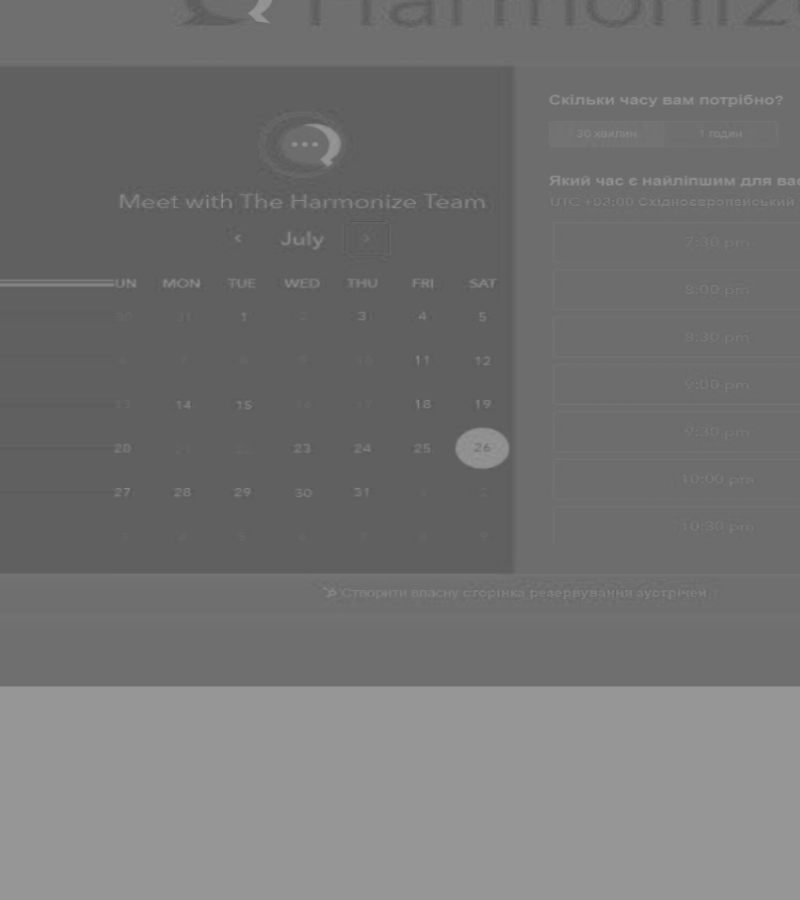 Harmonize
Meet with The Harmonize Team
‹ July ›
UN MON TUE WED THU FRI SAT
30 31 1 2 3 4 5
6 7 8 9 10 11 12
13 14 15 16 17 18 19
20 21 22 23 24 25 26
27 28 29 30 31 1 2
3 4 5 6 7 8 9
Скільки часу вам потрібно?
30 хвилин 1 годин
Який час є найліпшим для вас
UTC +03:00 Східноєвропейський
7:30 pm
8:00 pm
8:30 pm
9:00 pm
9:30 pm
10:00 pm
10:30 pm
Створити власну сторінка резервування зустрічей